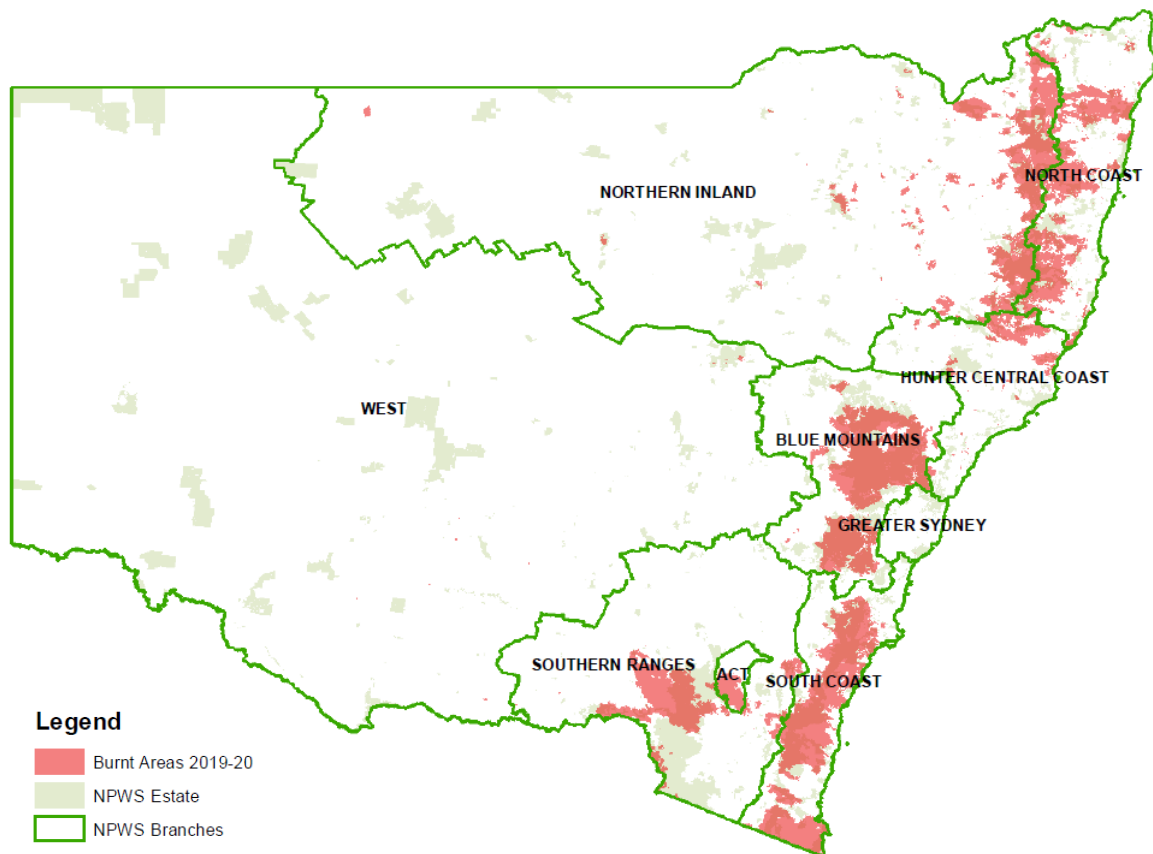 NORTH COAST
NORTHERN INLAND
HUNTER CENTRAL COAST
WEST
BLUE MOUNTAINS
GREATER SYDNEY
SOUTHERN RANGES
ACT
SOUTH COAST
Legend
Burnt Areas 2019-20
NPWS Estate
NPWS Branches